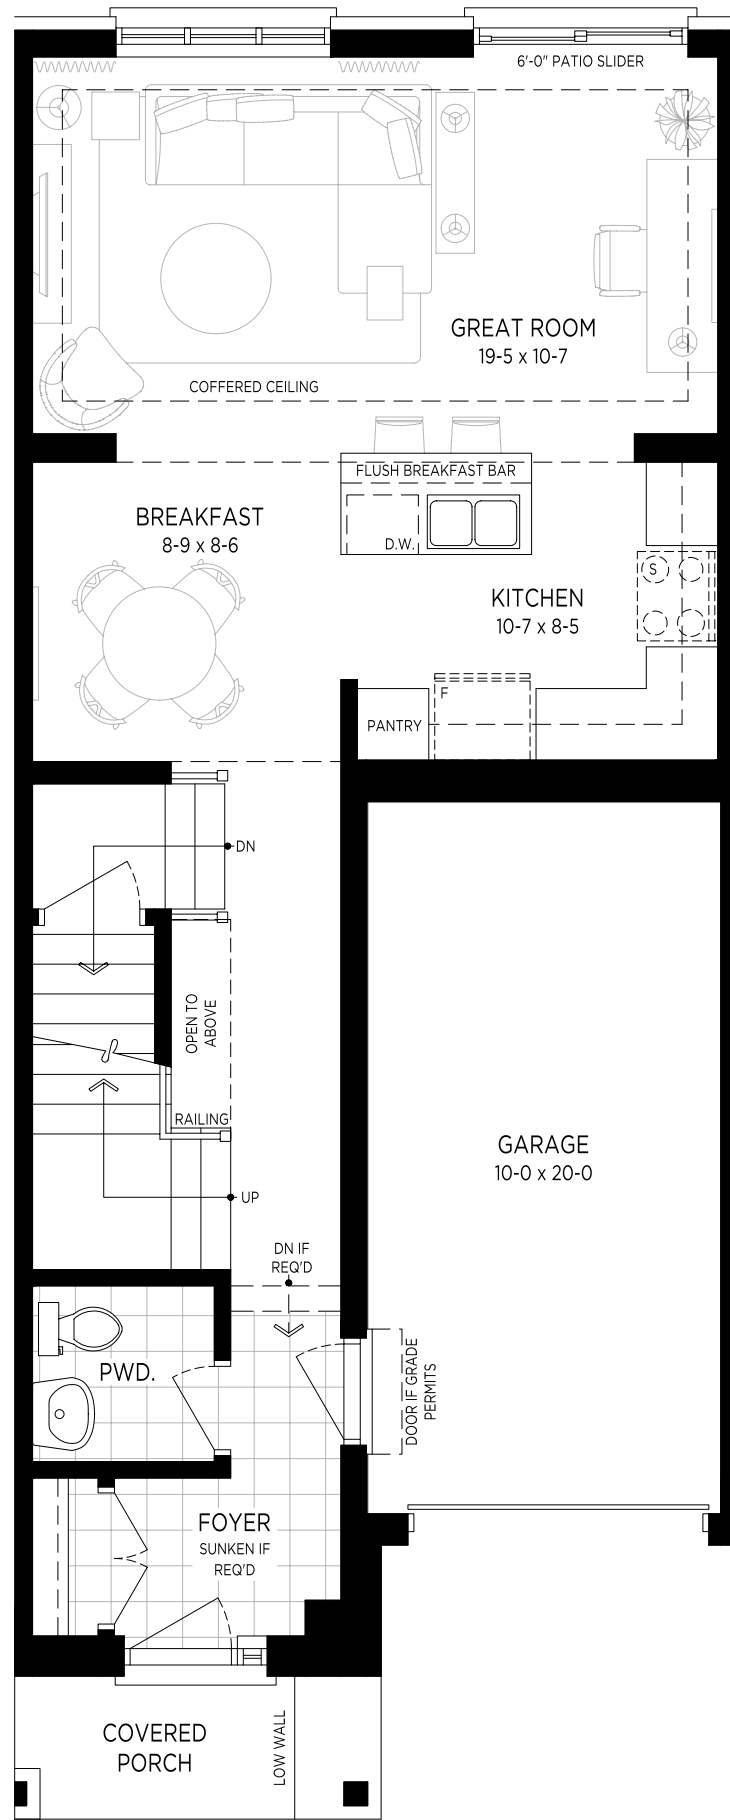 6'-0" PATIO SLIDER
GREAT ROOM
19-5 x 10-7
COFFERED CEILING
FLUSH BREAKFAST BAR
BREAKFAST
8-9 x 8-6
D.W.
S
KITCHEN
10-7 x 8-5
F
PANTRY
DN
OPEN TO
ABOVE
RAILING
GARAGE
10-0 x 20-0
UP
DN IF
REQ'D
PWD.
DOOR IF GRADE
PERMITS
FOYER
SUNKEN IF
REQ'D
COVERED
PORCH
LOW WALL